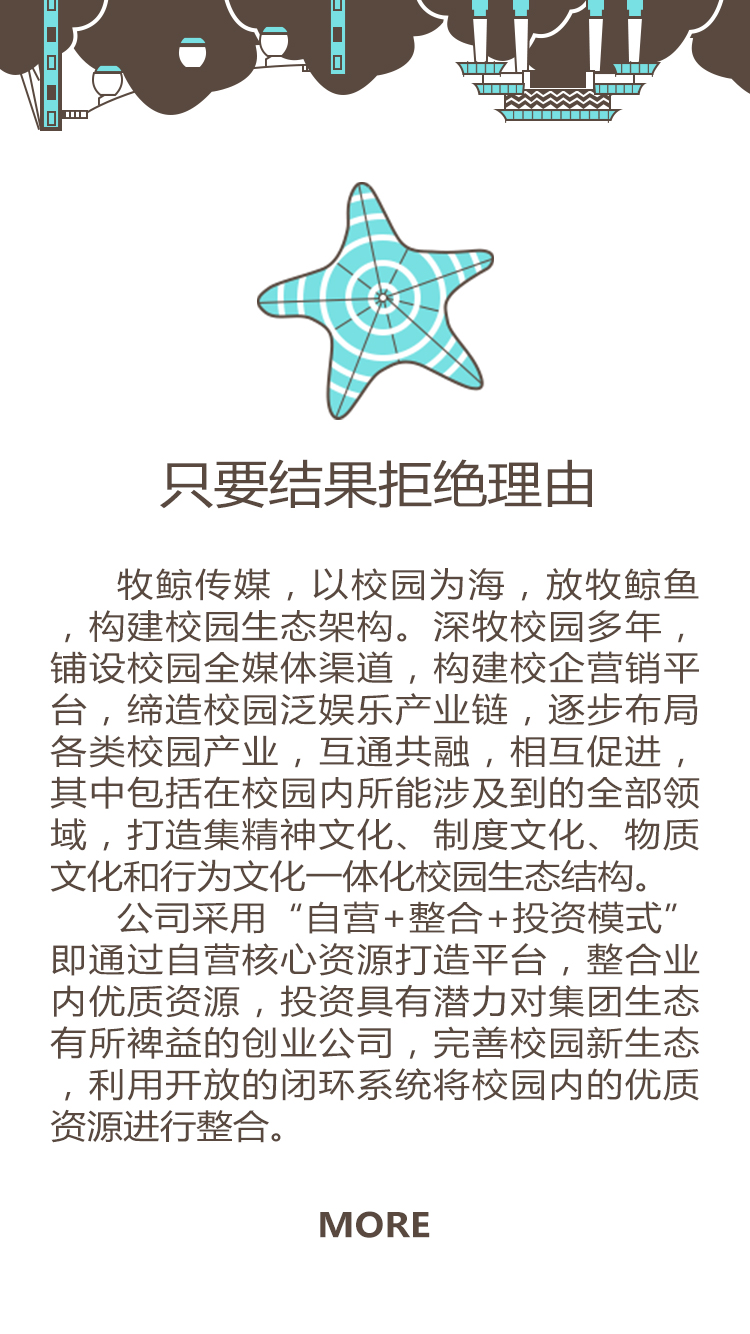 只要结果拒绝理由
牧鲸传媒，以校园为海，放牧鲸鱼
，构建校园生态架构。深牧校园多年，
铺设校园全媒体渠道，构建校企营销平
台，缔造校园泛娱乐产业链，逐步布局
各类校园产业，互通共融，相互促进，
其中包括在校园内所能涉及到的全部领
域，打造集精神文化、制度文化、物质
文化和行为文化一体化校园生态结构。
公司采用“自营+整合+投资模式”
即通过自营核心资源打造平台，整合业
内优质资源，投资具有潜力对集团生态
有所裨益的创业公司，完善校园新生态
，利用开放的闭环系统将校园内的优质
资源进行整合。
MORE